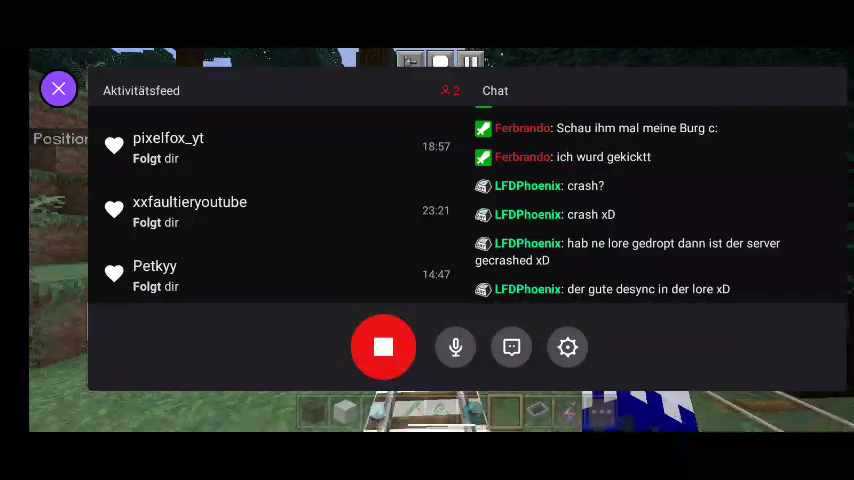 Aktivitätsfeed
2
Chat
Position
pixelfox_yt
Folgt dir
18:57
xxfaultieryoutube
Folgt dir
23:21
Petkyy
Folgt dir
14:47
Ferbrando: Schau ihm mal meine Burg c:
Ferbrando: ich wurd gekicktt
LFDPhoenix: crash?
LFDPhoenix: crash xD
LFDPhoenix: hab ne lore gedropt dann ist der server
gecrashed xD
LFDPhoenix: der gute desync in der lore xD